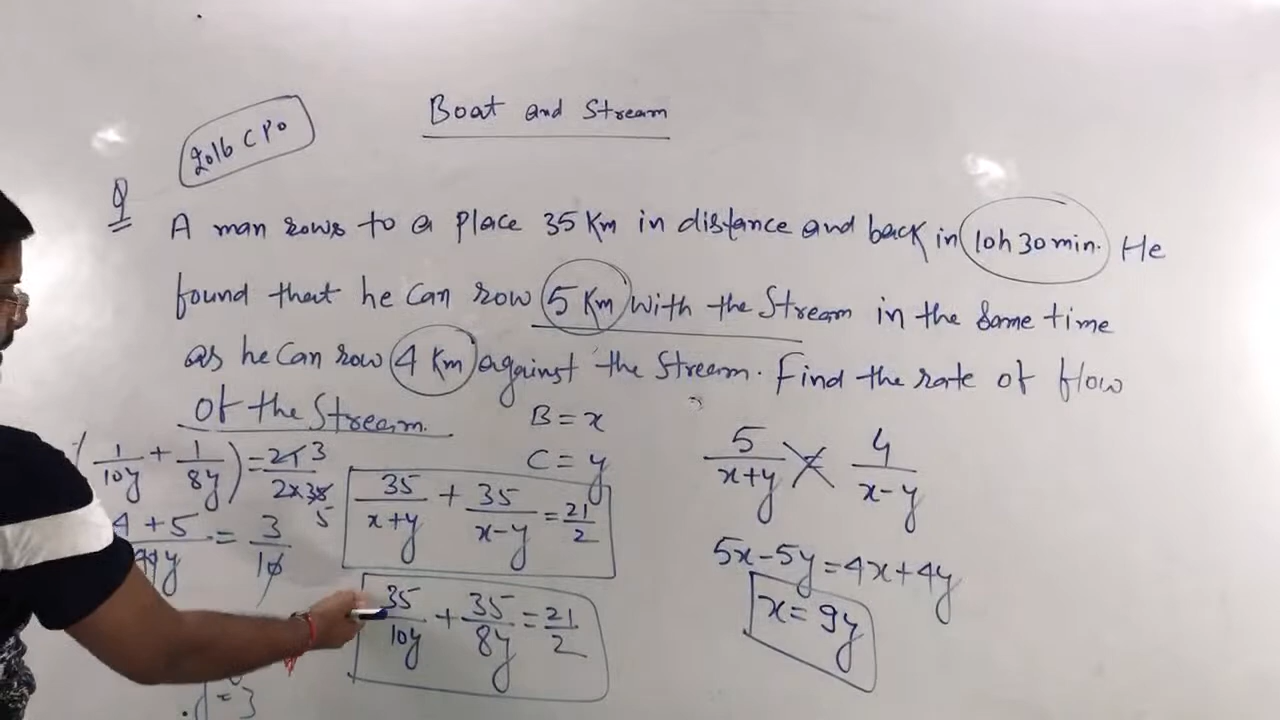 Boat and Stream
2016 CPO
Q
A man rows to a place 35 Km in distance and back in 10h 30 min. He
found that he can row 5 Km with the Stream in the Same time
as he can row 4 Km against the Stream. Find the rate of flow
of the Stream.
B = x
C = y
1/10y + 1/8y) = 21 3 / 2×35 5
4 + 5 / y = 3/10
35/x+y + 35/x-y = 21/2
35/10y + 35/8y = 21/2
5/x+y = 4/x-y
5x-5y=4x+4y
x = 9y